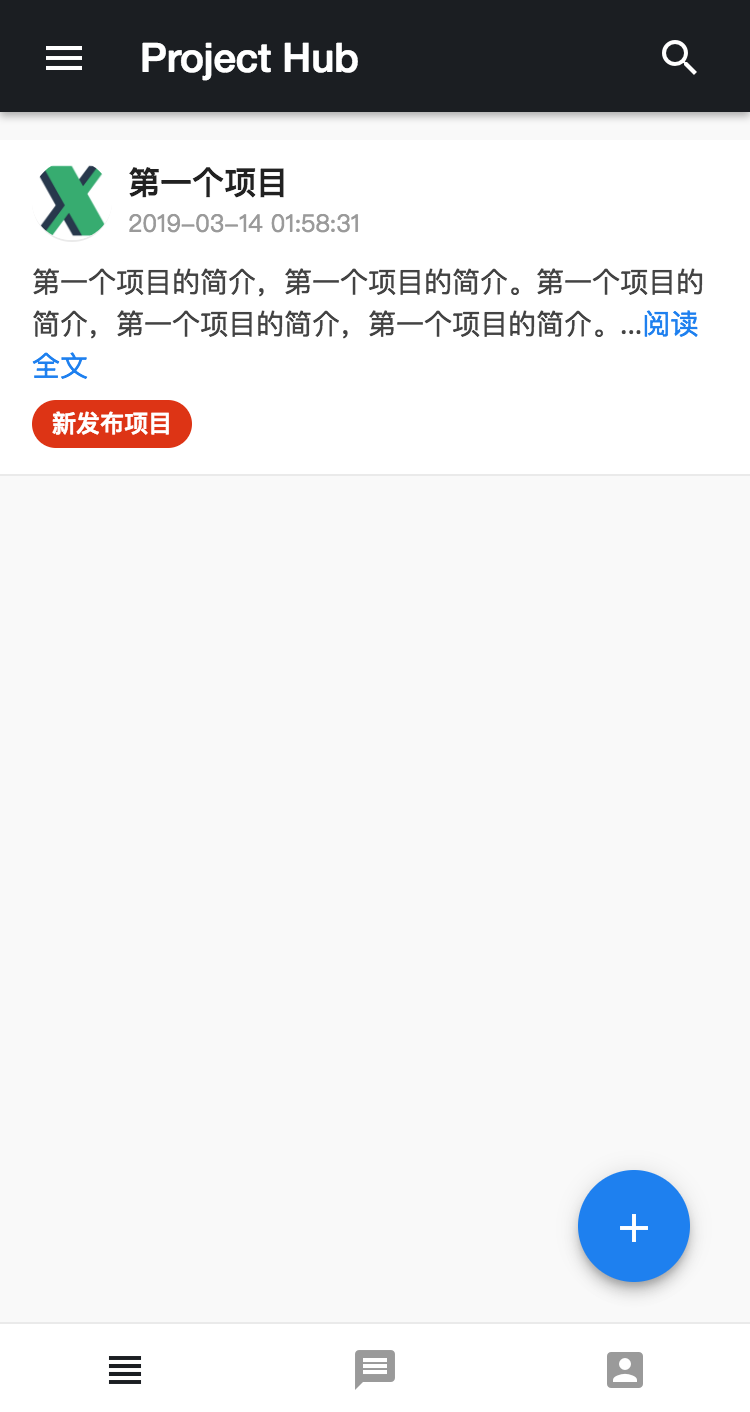 Project Hub
第一个项目
2019-03-14 01:58:31
第一个项目的简介，第一个项目的简介。第一个项目的
简介，第一个项目的简介，第一个项目的简介。...阅读
全文
新发布项目